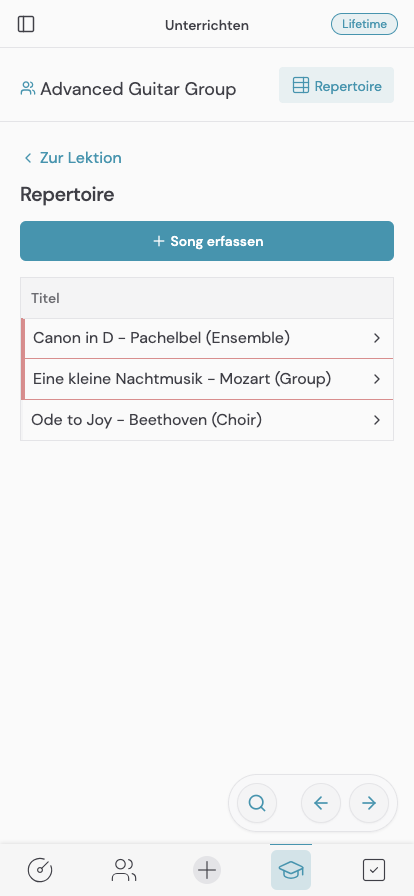 Unterrichten
Lifetime
Advanced Guitar Group
Repertoire
Zur Lektion
Repertoire
Song erfassen
Titel
Canon in D - Pachelbel (Ensemble)
Eine kleine Nachtmusik - Mozart (Group)
Ode to Joy - Beethoven (Choir)